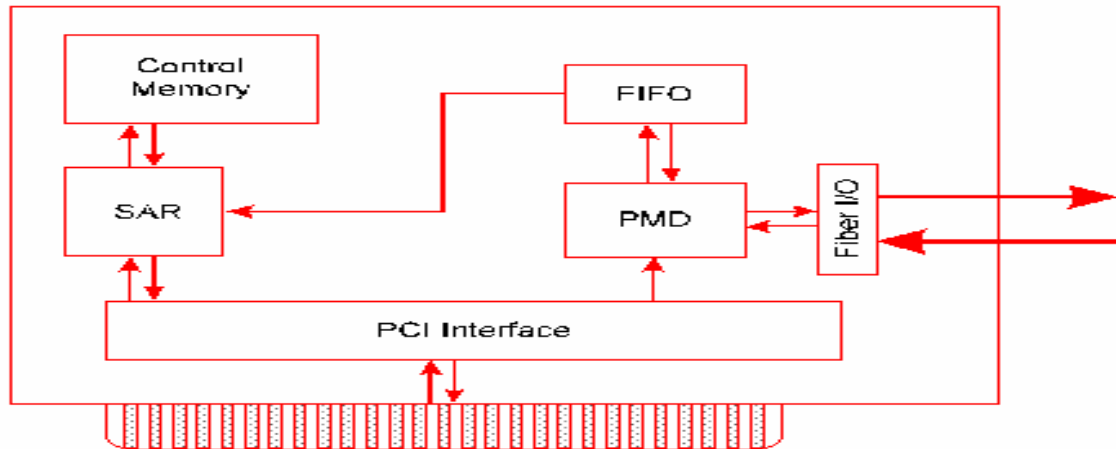 Control
Memory
FIFO
SAR
PMD
Fiber I/O
PCI Interface